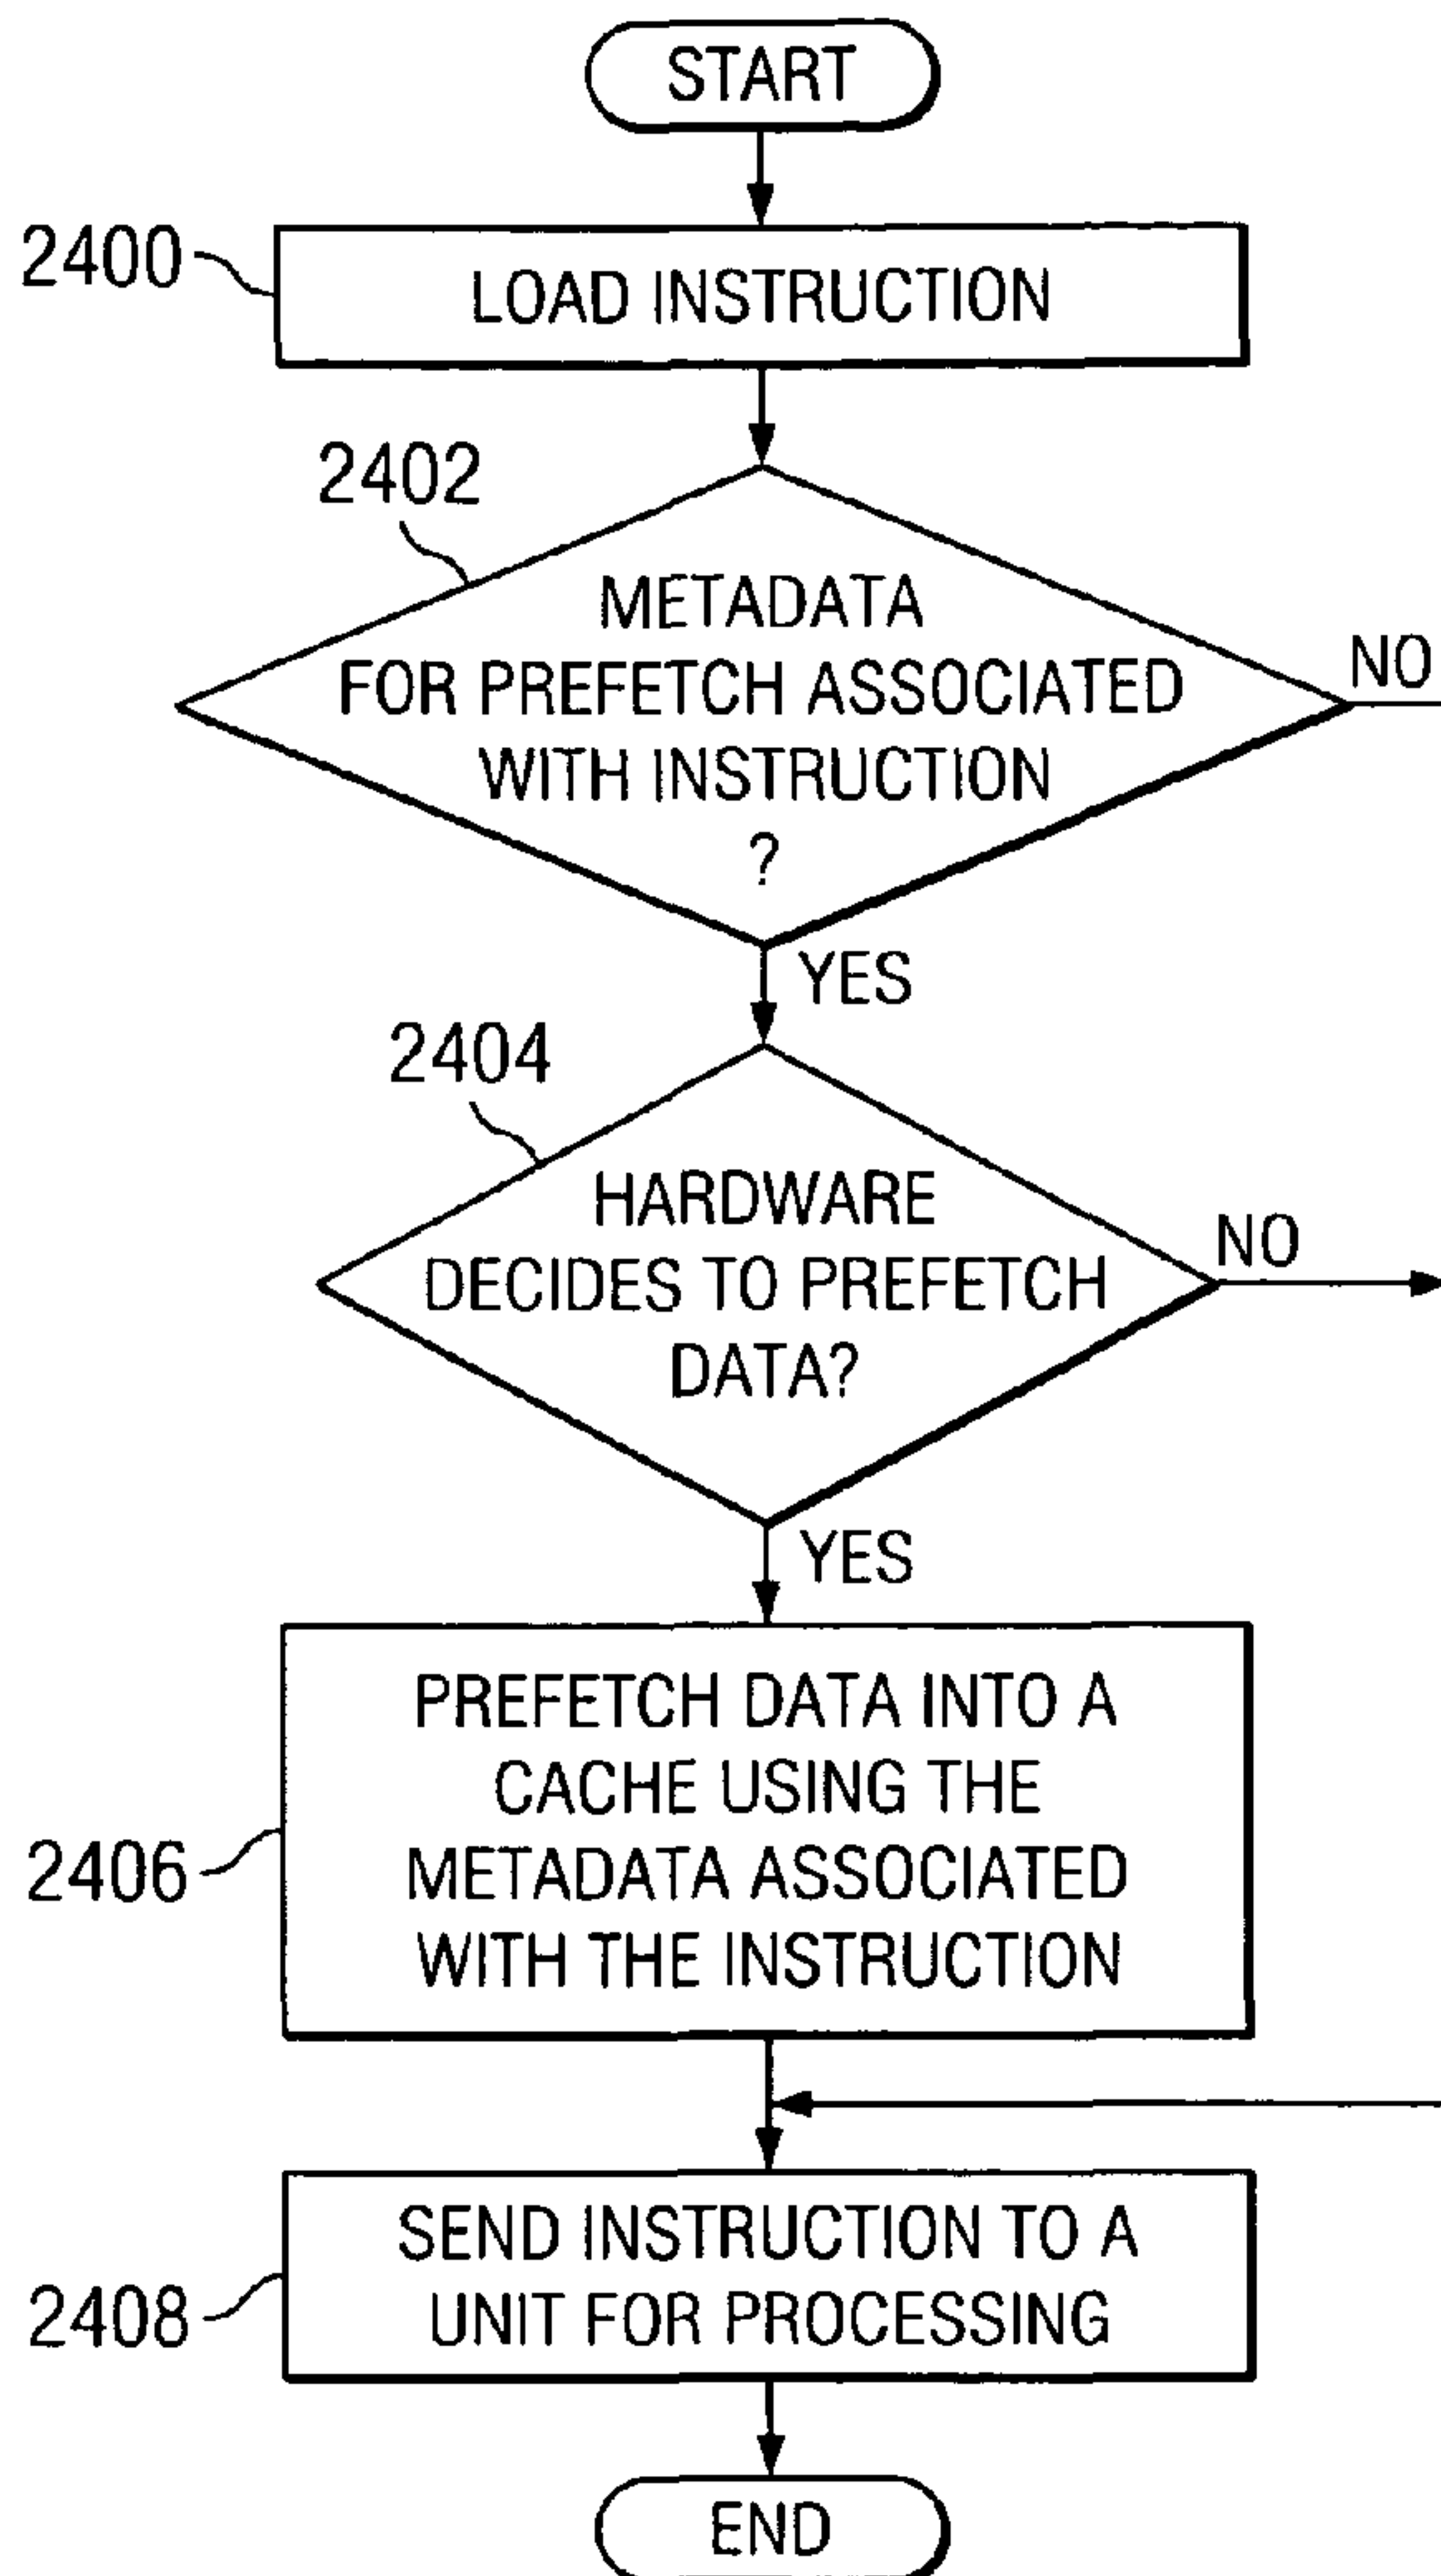 START
2400
LOAD INSTRUCTION
2402
METADATA
FOR PREFETCH ASSOCIATED
WITH INSTRUCTION
?
NO
YES
2404
HARDWARE
DECIDES TO PREFETCH
DATA?
NO
YES
2406
PREFETCH DATA INTO A
CACHE USING THE
METADATA ASSOCIATED
WITH THE INSTRUCTION
2408
SEND INSTRUCTION TO A
UNIT FOR PROCESSING
END